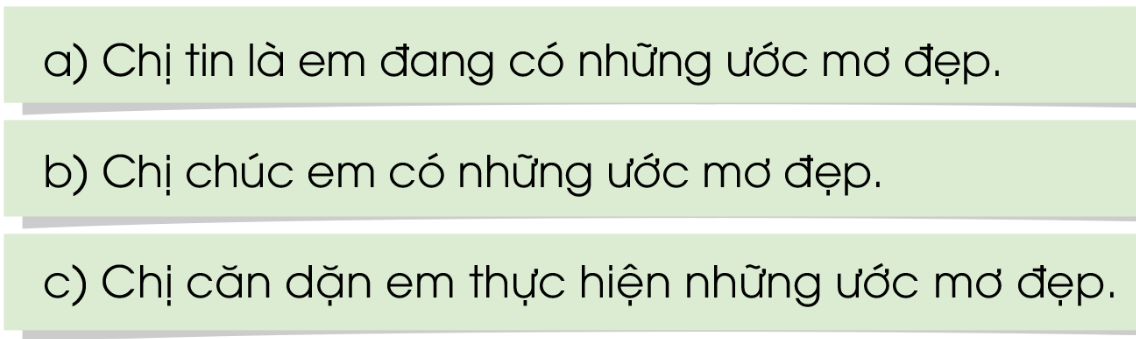 a) Chị tin là em đang có những ước mơ đẹp.
b) Chị chúc em có những ước mơ đẹp.
c) Chị căn dặn em thực hiện những ước mơ đẹp.